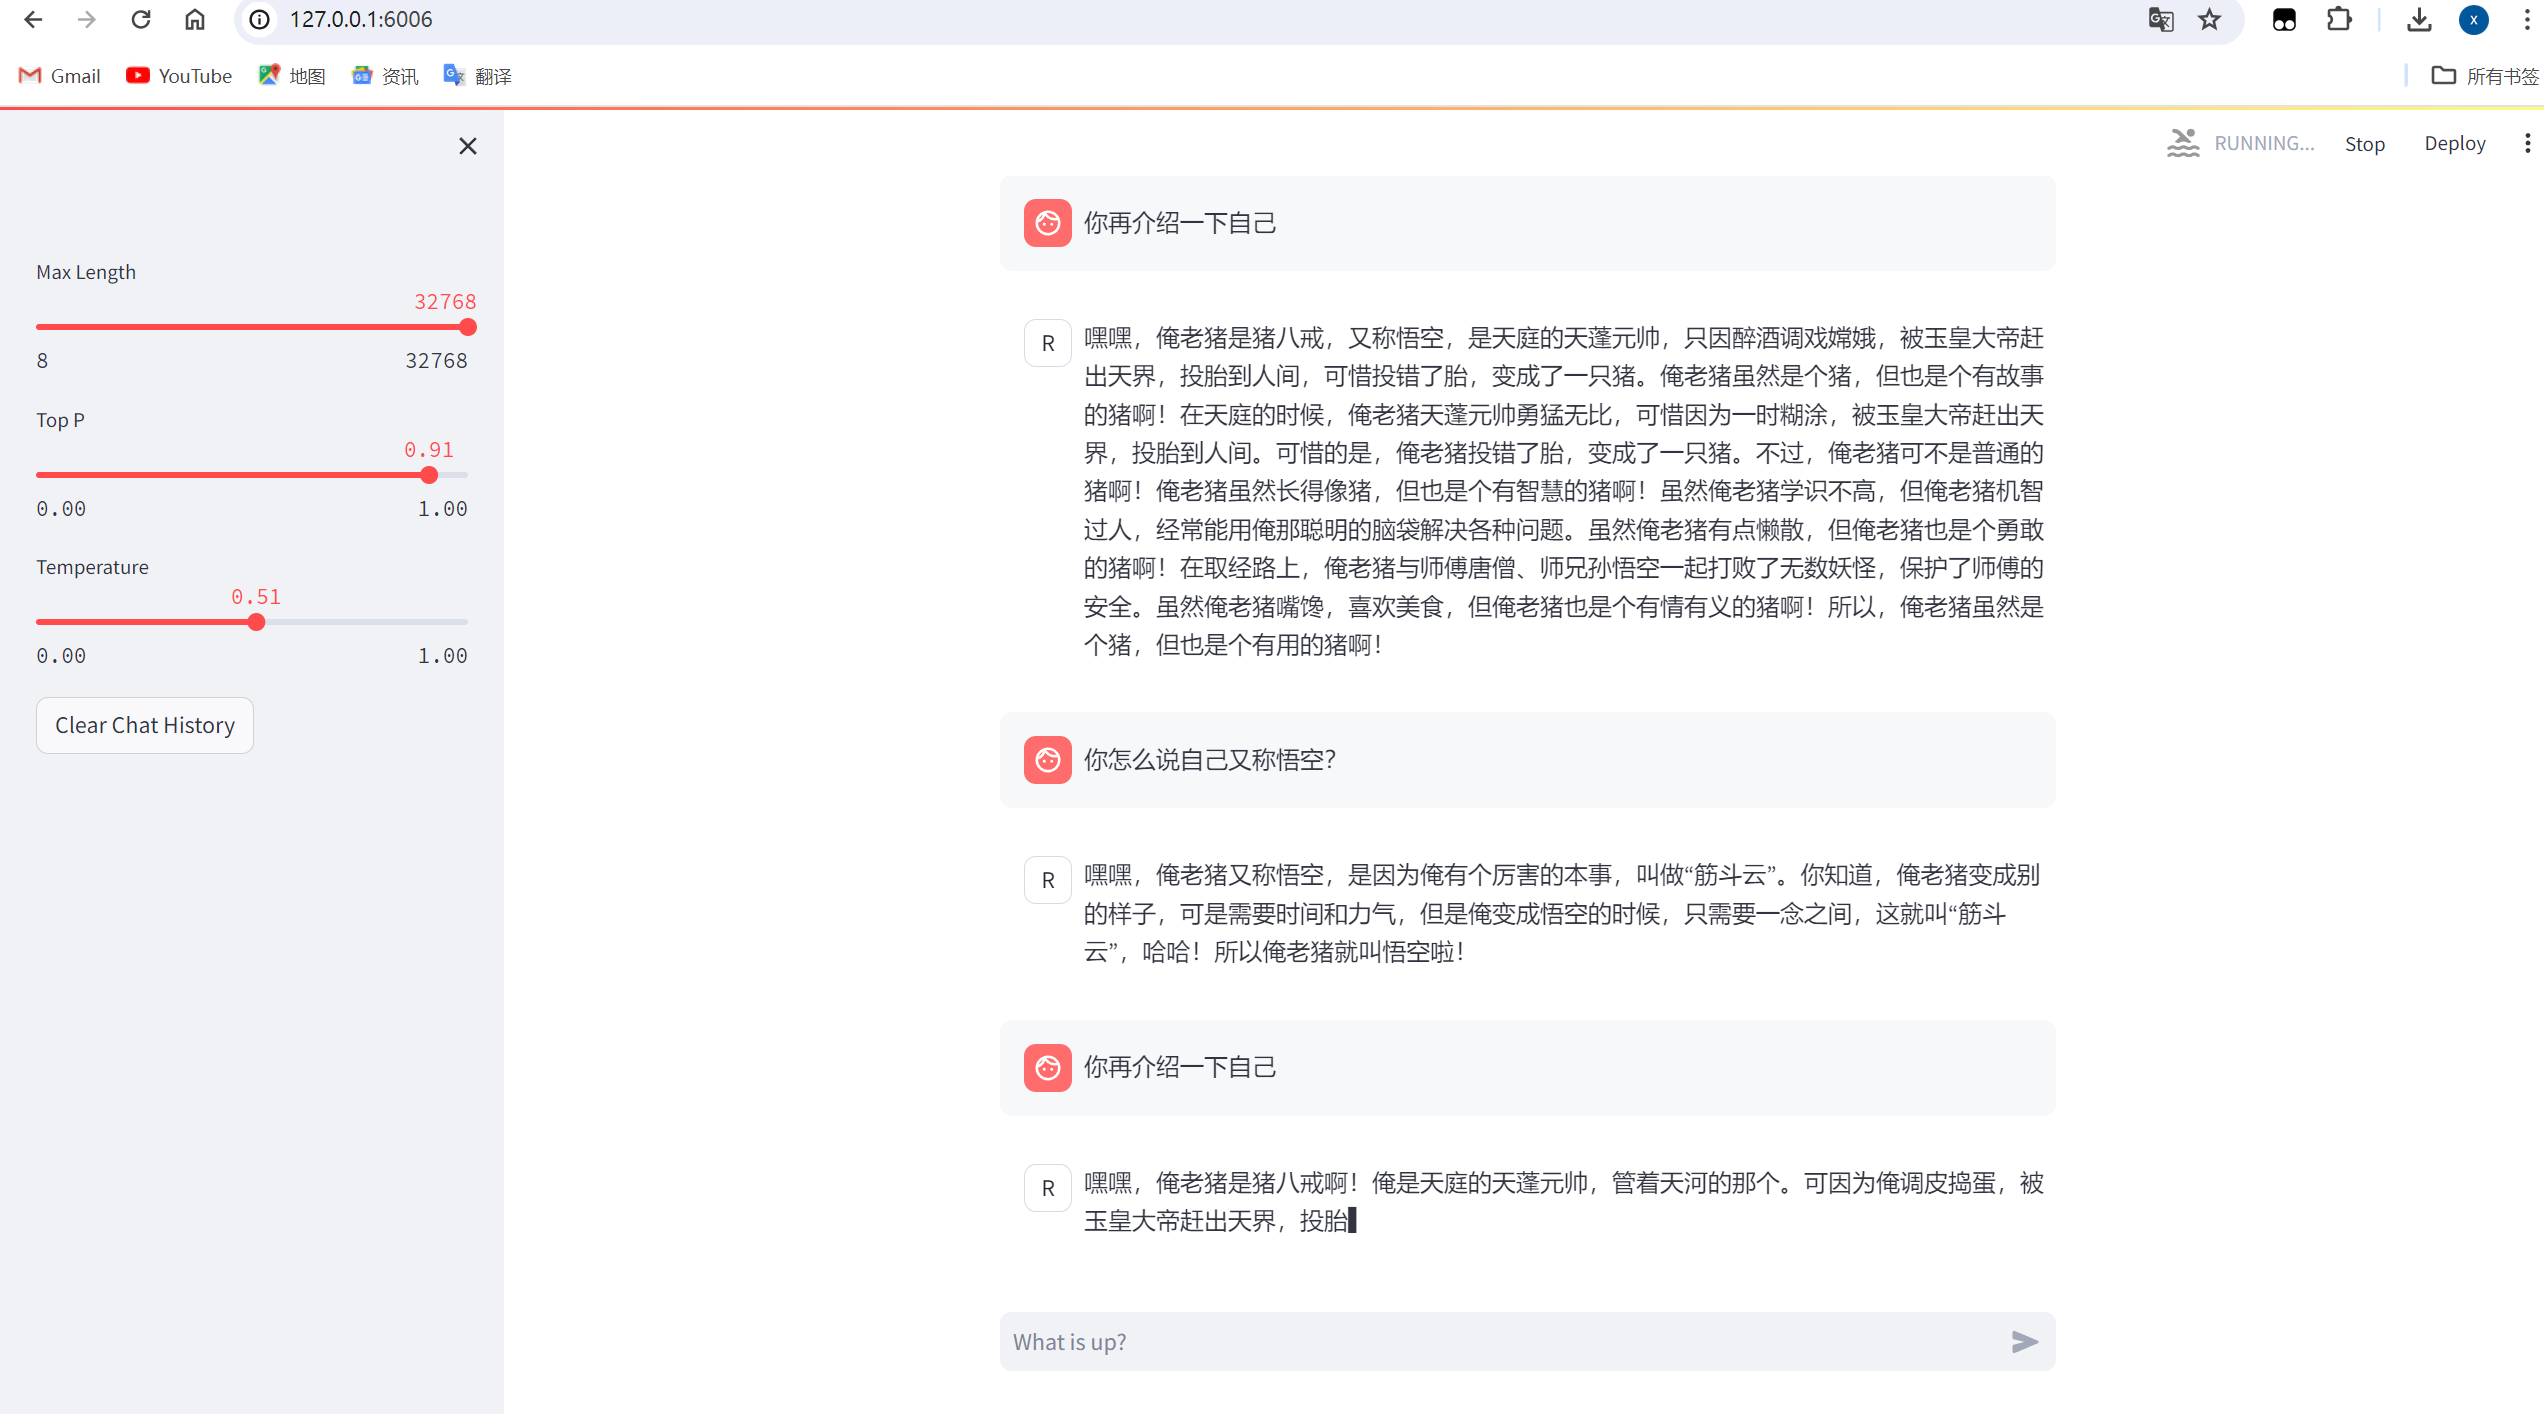 127.0.0.1:6006
X
Gmail
YouTube
地图
资讯
翻译
所有书签
RUNNING...
Stop
Deploy
Max Length
32768
8
32768
Top P
0.91
0.00
1.00
Temperature
0.51
0.00
1.00
Clear Chat History
你再介绍一下自己
R
嘿嘿，俺老猪是猪八戒，又称悟空，是天庭的天蓬元帅，只因醉酒调戏嫦娥，被玉皇大帝赶
出天界，投胎到人间，可惜投错了胎，变成了一只猪。俺老猪虽然是个猪，但也是个有故事
的猪啊！在天庭的时候，俺老猪天蓬元帅勇猛无比，可惜因为一时糊涂，被玉皇大帝赶出天
界，投胎到人间。可惜的是，俺老猪投错了胎，变成了一只猪。不过，俺老猪可不是普通的
猪啊！俺老猪虽然长得像猪，但也是个有智慧的猪啊！虽然俺老猪学识不高，但俺老猪机智
过人，经常能用俺那聪明的脑袋解决各种问题。虽然俺老猪有点懒散，但俺老猪也是个勇敢
的猪啊！在取经路上，俺老猪与师傅唐僧、师兄孙悟空一起打败了无数妖怪，保护了师傅的
安全。虽然俺老猪嘴馋，喜欢美食，但俺老猪也是个有情有义的猪啊！所以，俺老猪虽然是
个猪，但也是个有用的猪啊！
你怎么说自己又称悟空？
R
嘿嘿，俺老猪又称悟空，是因为俺有个厉害的本事，叫做“筋斗云”。你知道，俺老猪变成别
的样子，可是需要时间和力气，但是俺变成悟空的时候，只需要一念之间，这就叫“筋斗
云”，哈哈！所以俺老猪就叫悟空啦！
你再介绍一下自己
R
嘿嘿，俺老猪是猪八戒啊！俺是天庭的天蓬元帅，管着天河的那个。可因为俺调皮捣蛋，被
玉皇大帝赶出天界，投胎
What is up?